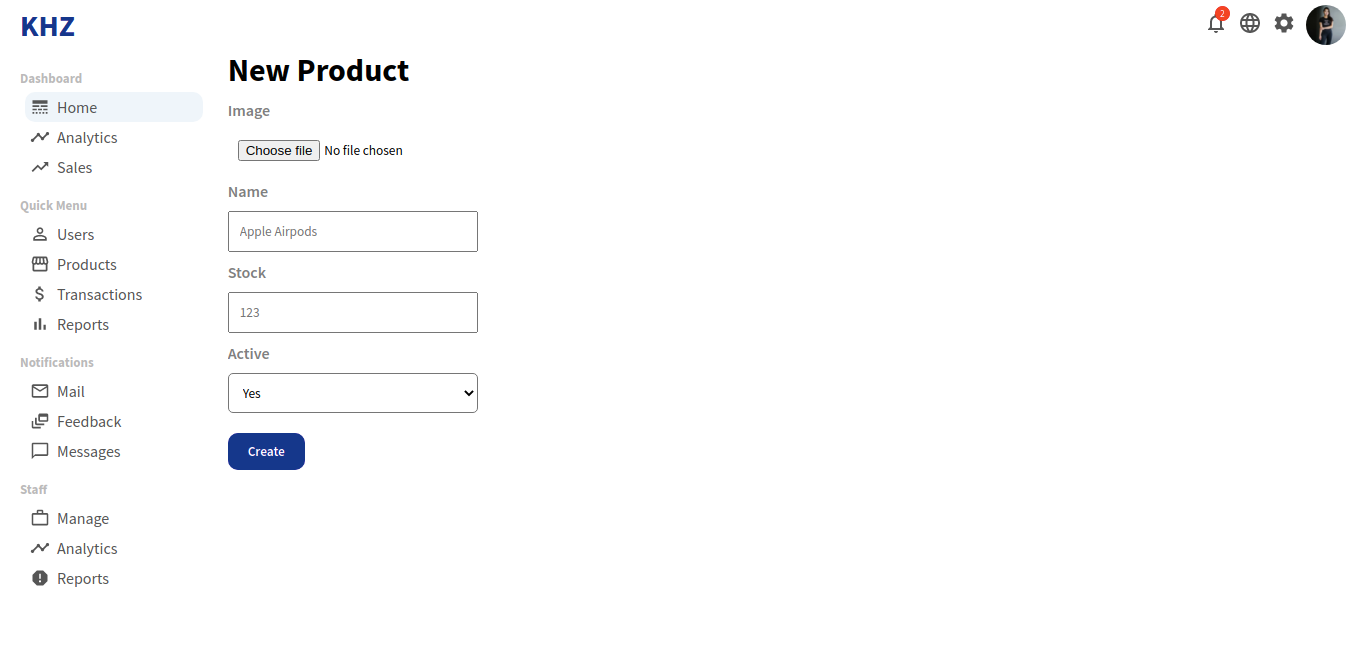 KHZ
2
Dashboard
Home
Analytics
Sales
Quick Menu
Users
Products
Transactions
Reports
Notifications
Mail
Feedback
Messages
Staff
Manage
Analytics
Reports
New Product
Image
Choose file No file chosen
Name
Apple Airpods
Stock
123
Active
Yes
Create